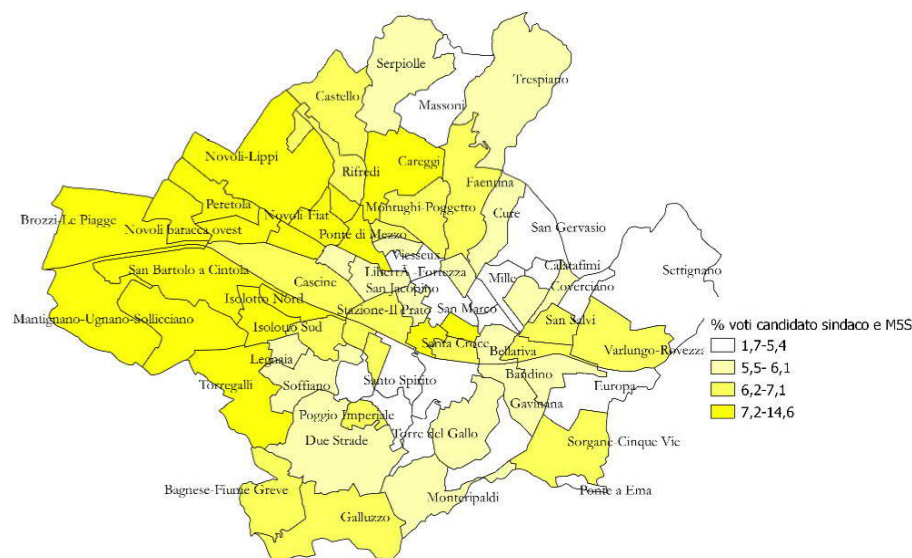 Serpiolle
Trespiano
Castello
Massoni
Novoli-Lippi
Careggi
Rifredi
Faentina
Brozzi-Le Piagge
Peretola
Novoli-Fiat
Montughi-Poggetto
Cure
San Gervasio
Novoli baracca ovest
Ponte di Mezzo
Viesseux
San Bartolo a Cintola
Cascine
LibertÃ
Fortezza
Mille
Calatafimi
Coverciano
Settignano
San Jacopino
Isolotto Nord
Stazione-Il Prato
San Marco
Mantignano-Ugnano-Sollicciano
Isolotto Sud
Santa Croce
San Salvi
Varlungo-Rovezza
Bellariva
Legnaia
Torregalli
Soffiano
Santo Spirito
Bandino
Europa
Gavinana
Poggio Imperiale
Due Strade
Torre del Gallo
Sorgane-Cinque Vie
Bagnese-Fiume Greve
Monteripaldi
Ponte a Ema
Galluzzo
% voti candidato sindaco e M5S
1,7-5,4
5,5- 6,1
6,2-7,1
7,2-14,6